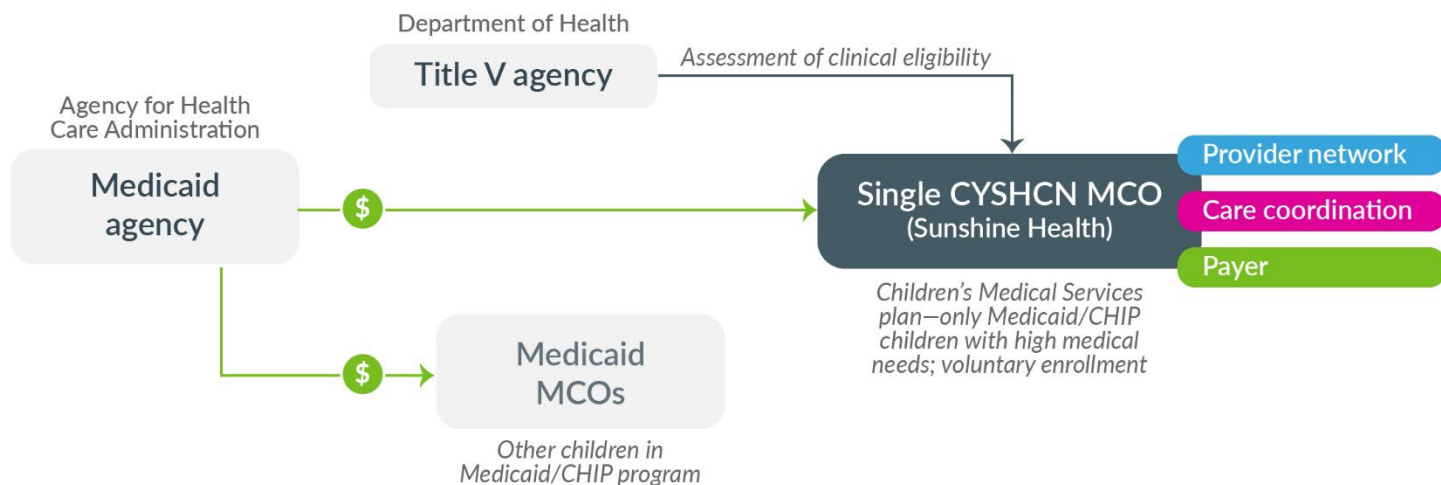 Department of Health
Title V agency
Assessment of clinical eligibility
Agency for Health
Care Administration
Medicaid
agency
$
Single CYSHCN MCO
(Sunshine Health)
Provider network
Care coordination
Payer
Children’s Medical Services
plan—only Medicaid/CHIP
children with high medical
needs; voluntary enrollment
$
Medicaid
MCOs
Other children in
Medicaid/CHIP program